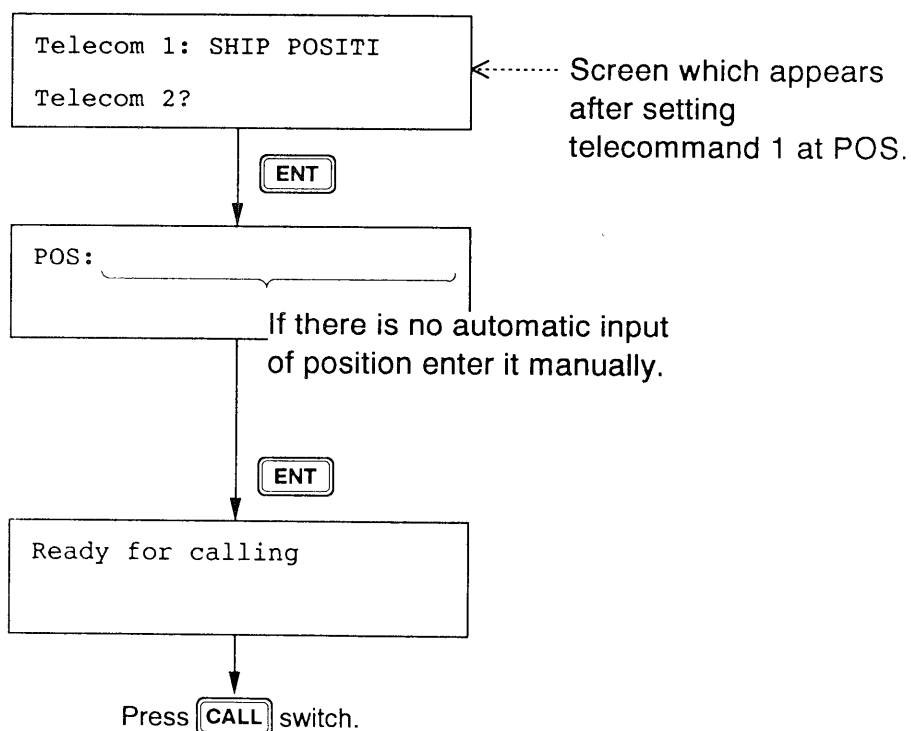 Telecom 1: SHIP POSITI
Telecom 2?
Screen which appears
after setting
telecommand 1 at POS.
ENT
POS:
If there is no automatic input
of position enter it manually.
ENT
Ready for calling
Press CALL switch.